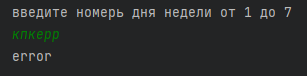 введите номерь дня недели от 1 до 7
кпкерр
error